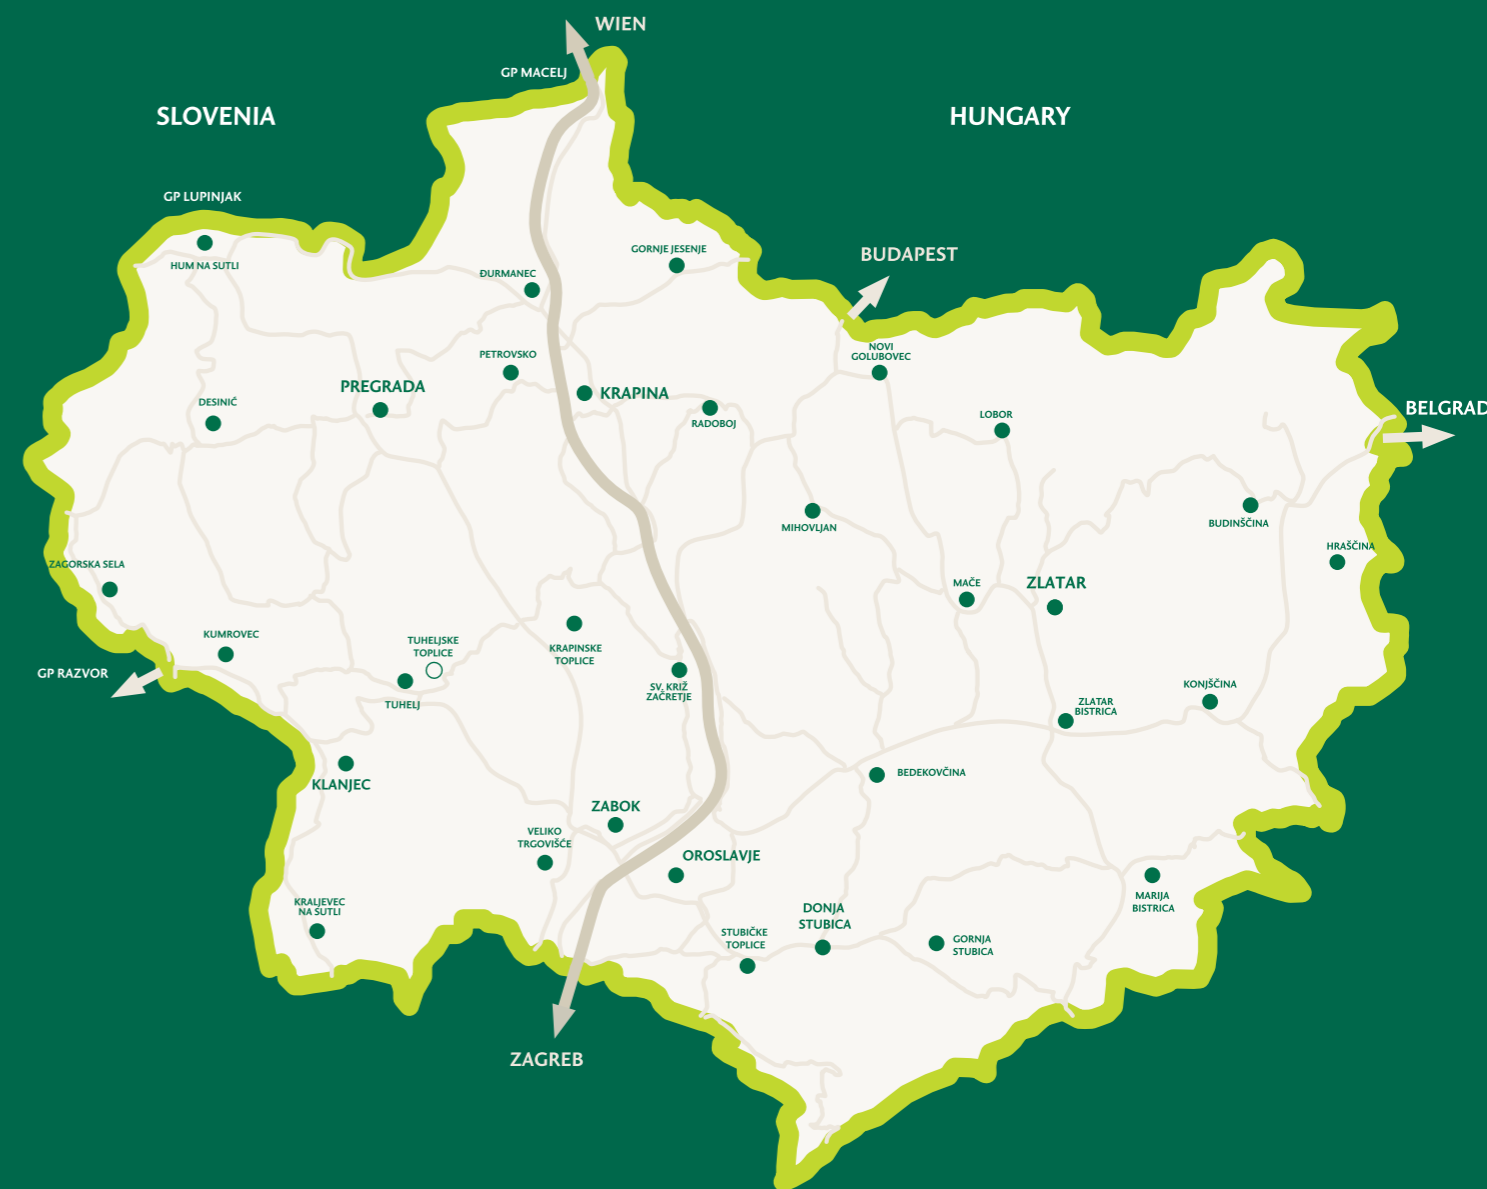 WIEN
GP MACELJ
SLOVENIA
HUNGARY
GP LUPINJAK
HUM NA SUTLI
GORNJE JESENJE
BUDAPEST
ĐURMANEC
NOVI
GOLUBOVEC
PETROVSKO
PREGRADA
KRAPINA
DESINIĆ
RADOBOJ
LOBOR
BELGRAD
MIHOVLJAN
BUDINŠČINA
HRAŠČINA
ZAGORSKA SELA
MAČE
ZLATAR
KUMROVEC
TUHELJSKE
TOPLICE
KRAPINSKE
TOPLICE
GP RAZVOR
SV. KRIŽ
ZAČRETJE
KONJŠČINA
TUHELJ
ZLATAR
BISTRICA
KLANJEC
BEDEKOVČINA
ZABOK
VELIKO
TRGOVIŠĆE
OROSLAVJE
MARIJA
BISTRICA
KRALJEVEC
NA SUTLI
DONJA
STUBICA
STUBIČKE
TOPLICE
GORNJA
STUBICA
ZAGREB